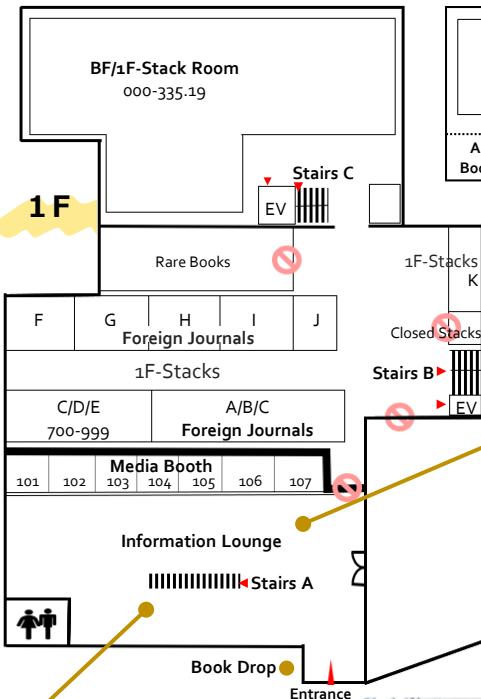 BF/1F-Stack Room
000-335.19
Stairs C
EV
1F
Rare Books
1F-Stacks
K
F G H I J
Foreign Journals
Closed Stacks
1F-Stacks
Stairs B
EV
C/D/E A/B/C
700-999 Foreign Journals
Media Booth
101 102 103 104 105 106 107
Information Lounge
Stairs A
Book Drop
Entrance